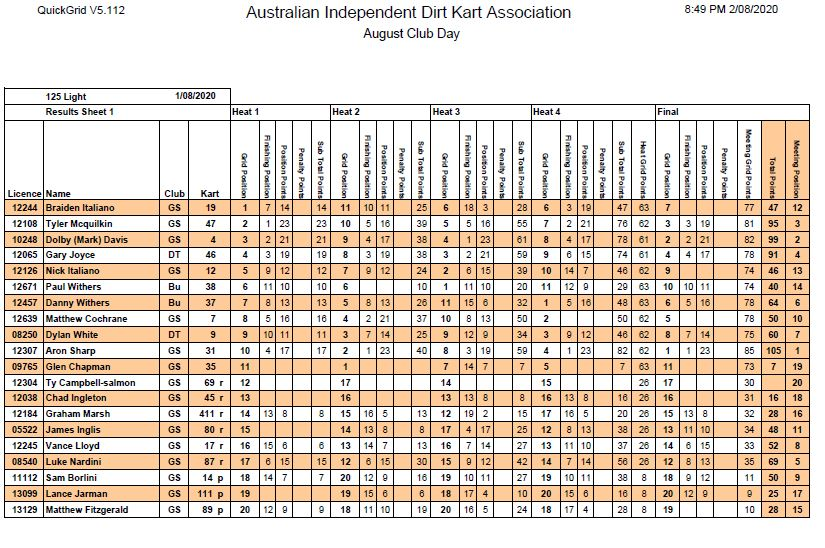 QuickGrid V5.112 Australian Independent Dirt Kart Association 8:49 PM 2/08/2020
August Club Day
125 Light 1/08/2020
Results Sheet 1 Heat 1 Heat 2 Heat 3 Heat 4 Final
Licence Name Club Kart Grid Position Finishing Position Position Points Penalty Points Sub Total Points Grid Position Finishing Position Position Points Penalty Points Sub Total Points Grid Position Finishing Position Position Points Penalty Points Sub Total Points Grid Position Finishing Position Position Points Penalty Points Sub Total Points Heat Grid Points Grid Position Finishing Position Position Points Penalty Points Meeting Grid Points Total Points Meeting Position
12244 Braiden Italiano GS 19 1 7 14 14 11 10 11 25 6 18 3 28 6 3 19 47 63 7 77 47 12
12108 Tyler Mcquilkin GS 47 2 1 23 23 10 5 16 39 5 5 16 55 7 2 21 76 62 3 3 19 81 95 3
10248 Dolby (Mark) Davis GS 4 3 2 21 21 9 4 17 38 4 1 23 61 8 4 17 78 61 2 2 21 82 99 2
12065 Gary Joyce DT 46 4 3 19 19 8 3 19 38 3 2 21 59 9 6 15 74 61 4 4 17 78 91 4
12126 Nick Italiano GS 12 5 9 12 12 7 9 12 24 2 6 15 39 10 14 7 46 62 9 74 46 13
12671 Paul Withers Bu 38 6 11 10 10 6 10 1 11 10 20 11 12 9 29 63 10 10 11 74 40 14
12457 Danny Withers Bu 37 7 8 13 13 5 8 13 26 11 15 6 32 1 5 16 48 63 6 5 16 78 64 6
12639 Matthew Cochrane GS 7 8 5 16 16 4 2 21 37 10 8 13 50 2 50 62 5 78 50 10
08250 Dylan White DT 9 9 10 11 11 3 7 14 25 9 12 9 34 3 9 12 46 62 8 7 14 75 60 7
12307 Aron Sharp GS 31 10 4 17 17 2 1 23 40 8 3 19 59 4 1 23 82 62 1 1 23 85 105 1
09765 Glen Chapman GS 35 11 1 7 14 7 7 5 7 63 11 73 7 19
12304 Ty Campbell-salmon GS 69 r 12 17 14 15 26 17 30 20
12038 Chad Ingleton GS 45 r 13 16 13 13 8 8 16 13 8 16 26 16 31 16 18
12184 Graham Marsh GS 411 r 14 13 8 8 15 16 5 13 12 19 2 15 17 16 5 20 26 15 13 8 32 28 16
05522 James Inglis GS 80 r 15 14 13 8 8 17 4 17 25 12 8 13 38 26 13 11 10 34 48 11
12245 Vance Lloyd GS 17 r 16 15 6 6 13 14 7 13 16 7 14 27 13 11 10 37 26 14 6 15 33 52 8
08540 Luke Nardini GS 87 r 17 6 15 15 12 6 15 30 15 9 12 42 14 7 14 56 26 12 8 13 35 69 5
11112 Sam Borlini GS 14 p 18 14 7 7 20 12 9 16 19 10 11 27 19 10 11 38 8 18 9 12 11 50 9
13099 Lance Jarman GS 111 p 19 19 15 6 6 18 17 4 10 20 15 6 16 8 20 12 9 9 25 17
13129 Matthew Fitzgerald GS 89 p 20 12 9 9 18 11 10 19 20 16 5 24 18 17 4 28 8 19 10 28 15